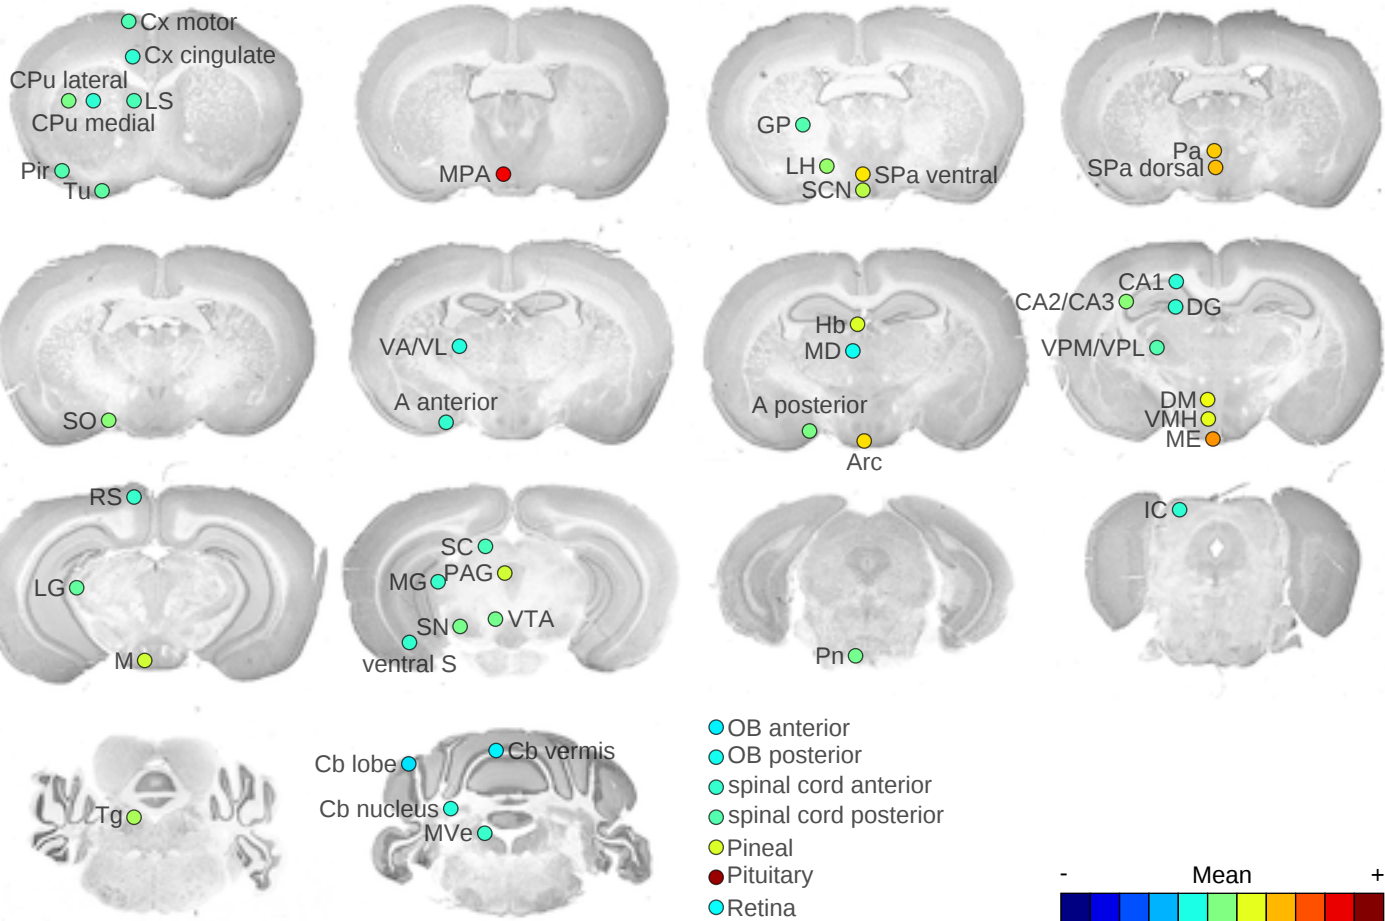 Cx motor
Cx cingulate
CPu lateral
LS
CPu medial
Pir
Tu
MPA
GP
LH
SPa ventral
SCN
Pa
SPa dorsal
SO
VA/VL
A anterior
Hb
MD
A posterior
Arc
CA1
CA2/CA3
DG
VPM/VPL
DM
VMH
ME
RS
LG
M
SC
MG
PAG
SN
VTA
ventral S
Pn
IC
Tg
Cb lobe
Cb vermis
Cb nucleus
MVe
OB anterior
OB posterior
spinal cord anterior
spinal cord posterior
Pineal
Pituitary
Retina
- Mean +